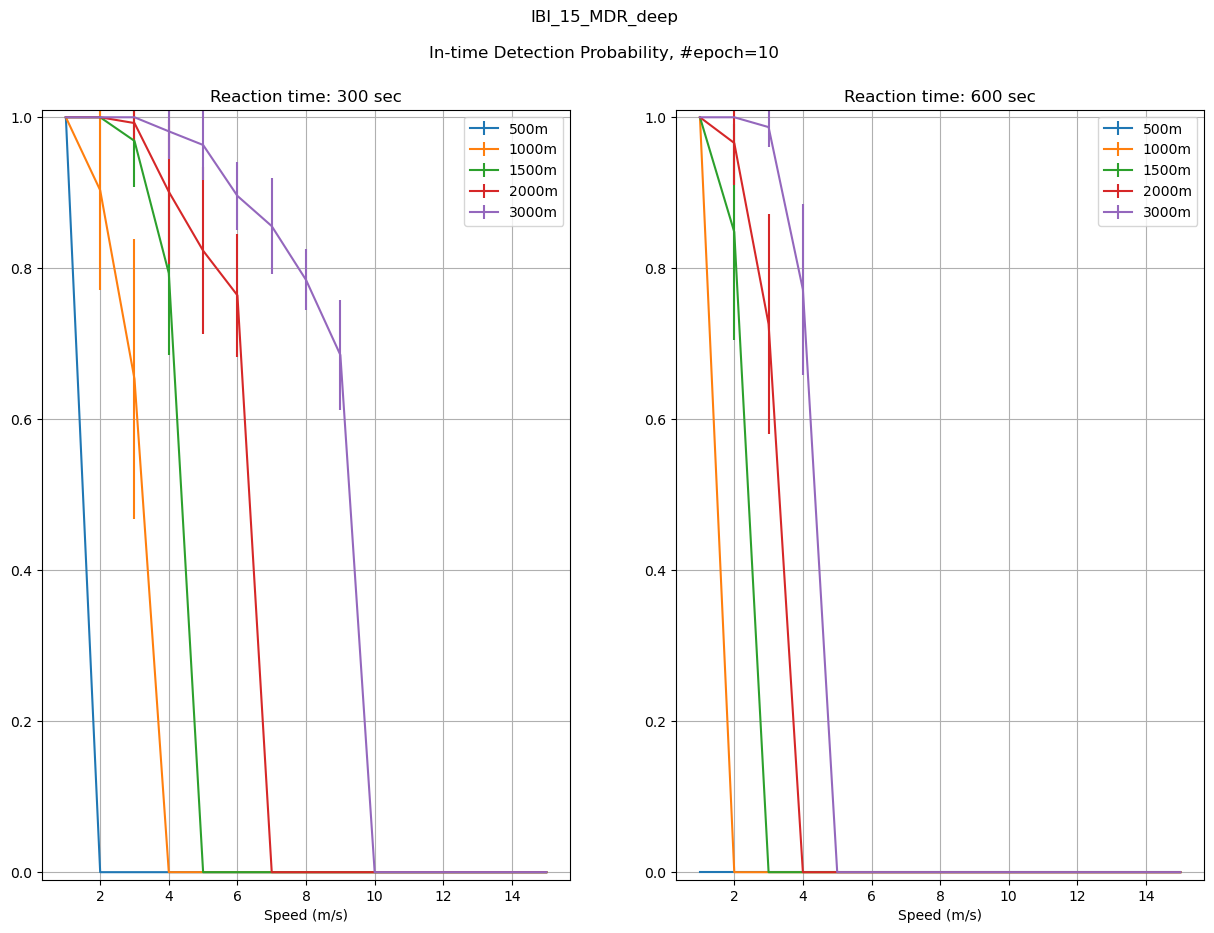 IBI_15_MDR_deep
In-time Detection Probability, #epoch=10
Reaction time: 300 sec
1.0
0.8
0.6
0.4
0.2
0.0
2 4 6 8 10 12 14
Speed (m/s)
500m
1000m
1500m
2000m
3000m
Reaction time: 600 sec
1.0
0.8
0.6
0.4
0.2
0.0
2 4 6 8 10 12 14
Speed (m/s)
500m
1000m
1500m
2000m
3000m